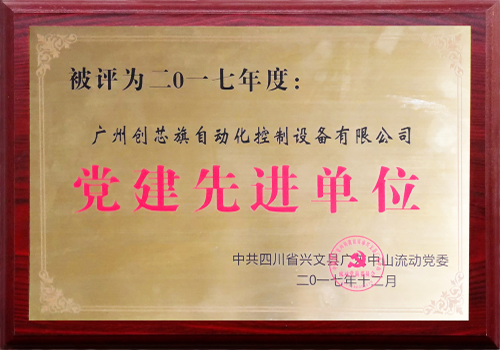 被评为二〇一七年度：
广州创芯旗自动化控制设备有限公司
党建先进单位
中共四川省兴文县广州中山流动党委
二〇一七年十二月